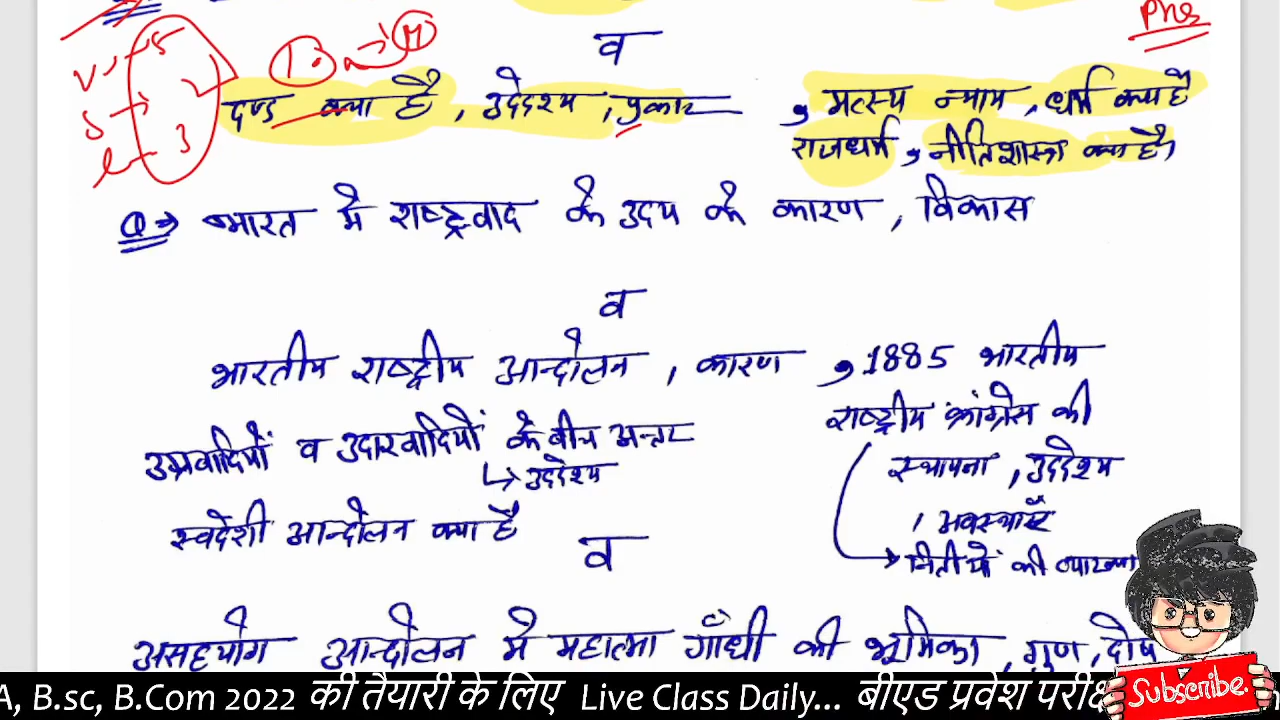 व
Phs
दण्ड क्या है, उद्देश्य, प्रकार, मत्स्य न्याय, धर्म क्या है
राजधर्म, नीतिशास्त्र क्या है।
Q⇒ भारत में राष्ट्रवाद के उदय के कारण, विकास
व
भारतीय राष्ट्रीय आन्दोलन, कारण, 1885 भारतीय
राष्ट्रीय कांग्रेस की
उग्रवादियों व उदारवादियों के बीच अन्तर
स्थापना, उद्देश्य
↳ उद्देश्य
, अवस्थाएँ
स्वदेशी आन्दोलन क्या है
→ नितीयों की व्याख्या
व
असहयोग आन्दोलन में महात्मा गाँधी की भूमिका, गुण, दोष
A, B.sc, B.Com 2022 की तैयारी के लिए Live Class Daily... बीएड प्रवेश परीक्ष
Subscribe.